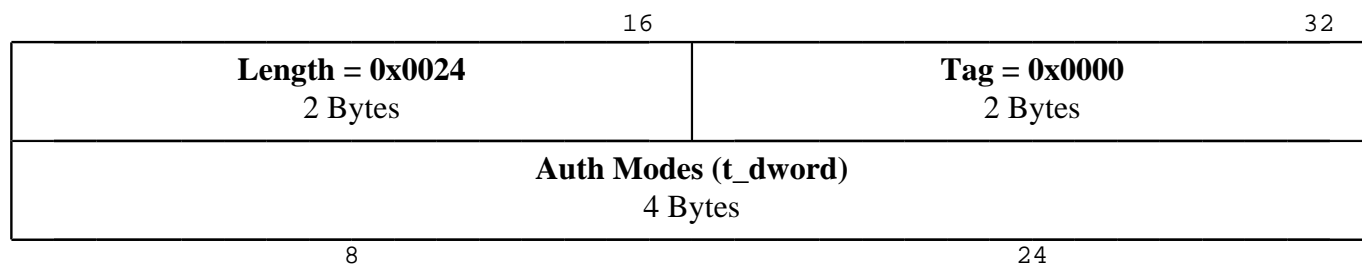 16 32
Length = 0x0024 Tag = 0x0000
2 Bytes 2 Bytes
Auth Modes (t_dword)
4 Bytes
8 24